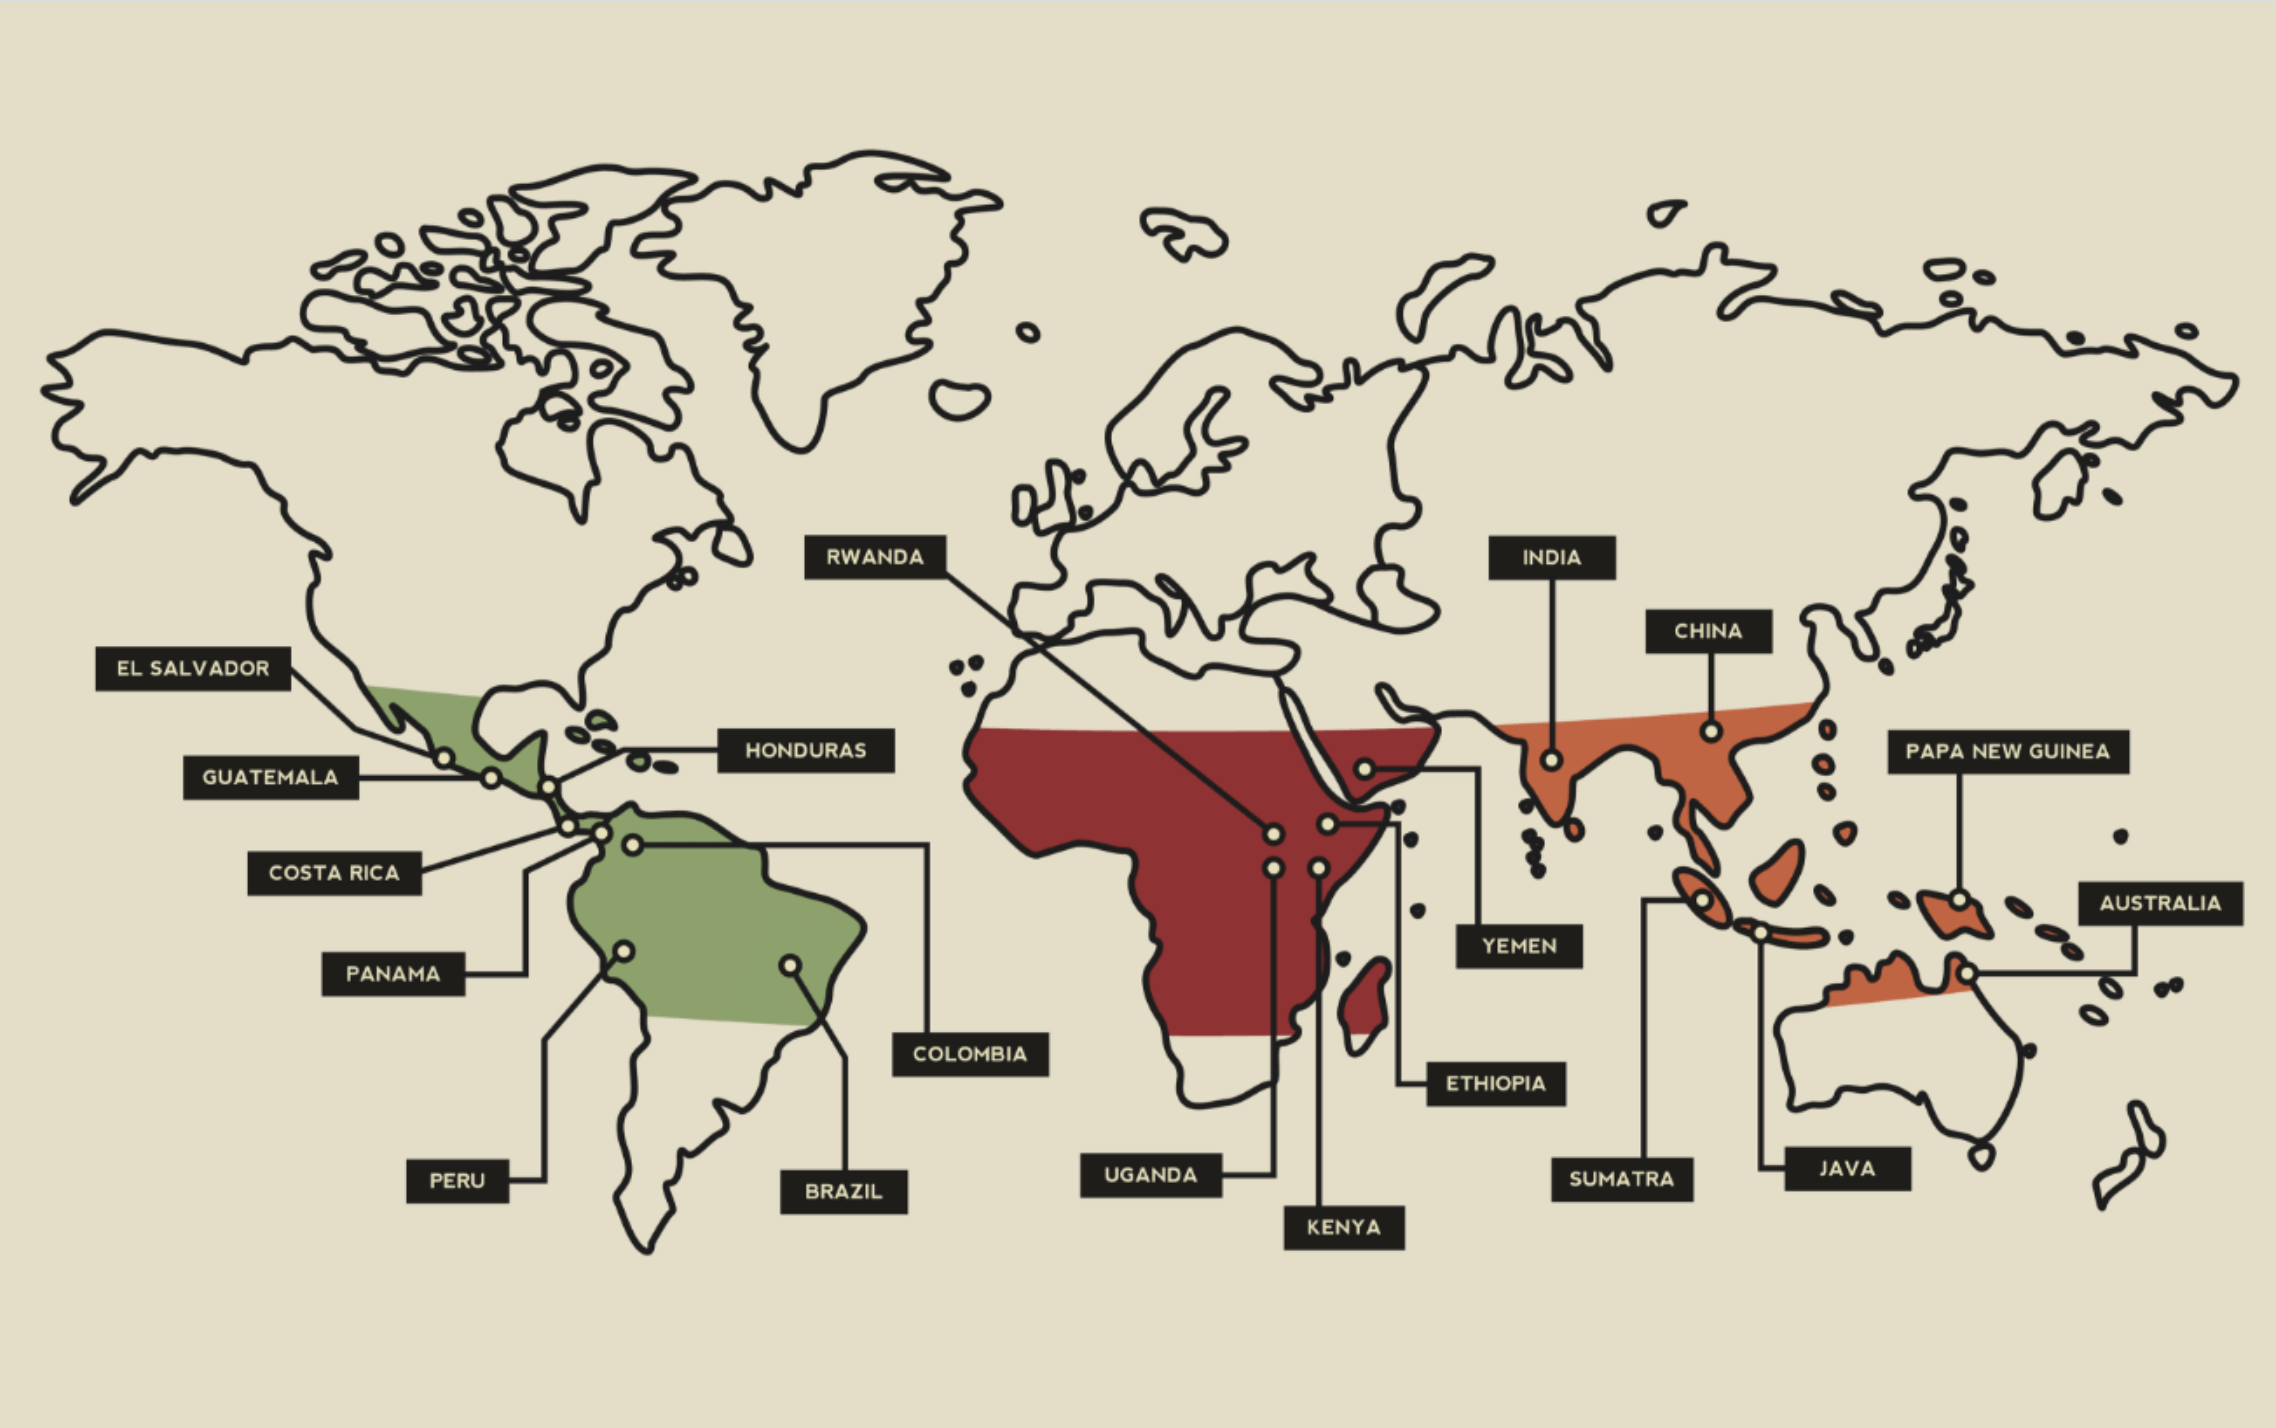 RWANDA
INDIA
CHINA
EL SALVADOR
HONDURAS
PAPA NEW GUINEA
GUATEMALA
COSTA RICA
AUSTRALIA
YEMEN
PANAMA
COLOMBIA
ETHIOPIA
UGANDA
JAVA
PERU
SUMATRA
BRAZIL
KENYA